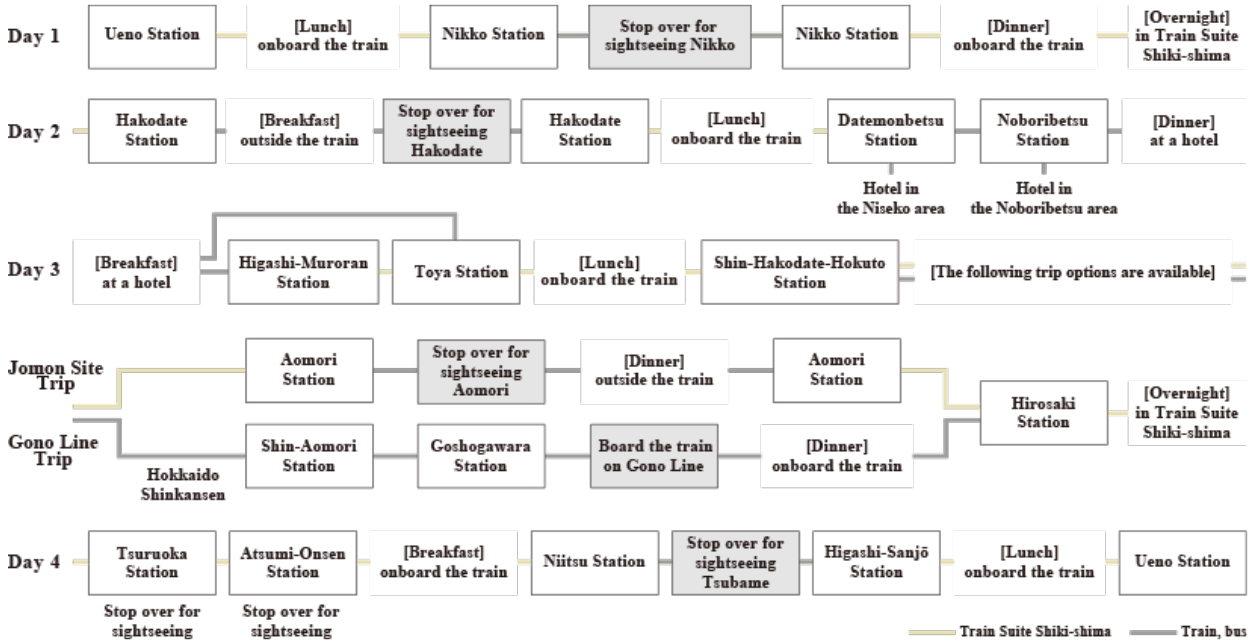 Day 1
Ueno Station
[Lunch]
onboard the train
Nikko Station
Stop over for
sightseeing Nikko
Nikko Station
[Dinner]
onboard the train
[Overnight]
in Train Suite
Shiki-shima
Day 2
Hakodate
Station
[Breakfast]
outside the train
Stop over for
sightseeing
Hakodate
Hakodate
Station
[Lunch]
onboard the train
Datemonbetsu
Station
Noboribetsu
Station
[Dinner]
at a hotel
Hotel in
the Niseko area
Hotel in
the Noboribetsu area
Day 3
[Breakfast]
at a hotel
Higashi-Muroran
Station
Toya Station
[Lunch]
onboard the train
Shin-Hakodate-Hokuto
Station
[The following trip options are available]
Jomon Site
Trip
Aomori
Station
Stop over for
sightseeing
Aomori
[Dinner]
outside the train
Aomori
Station
Hirosaki
Station
[Overnight]
in Train Suite
Shiki-shima
Gono Line
Trip
Hokkaido
Shinkansen
Shin-Aomori
Station
Goshogawara
Station
Board the train
on Gono Line
[Dinner]
onboard the train
Day 4
Tsuruoka
Station
Atsumi-Onsen
Station
[Breakfast]
onboard the train
Niitsu Station
Stop over for
sightseeing
Tsubame
Higashi-Sanjō
Station
[Lunch]
onboard the train
Ueno Station
Stop over for
sightseeing
Stop over for
sightseeing
Train Suite Shiki-shima
Train, bus